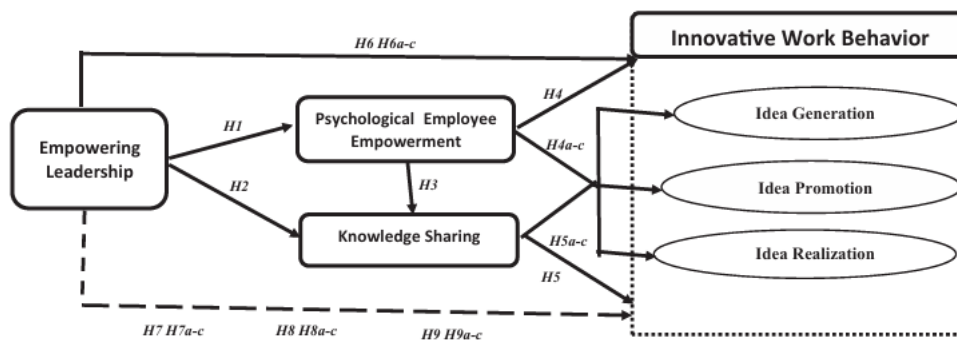 Innovative Work Behavior
H6 H6a-c
H4
Idea Generation
Psychological Employee
Empowerment
H1
Empowering
Leadership
H4a-c
H3
H2
Idea Promotion
Knowledge Sharing
H5a-c
Idea Realization
H5
H7 H7a-c
H8 H8a-c
H9 H9a-c